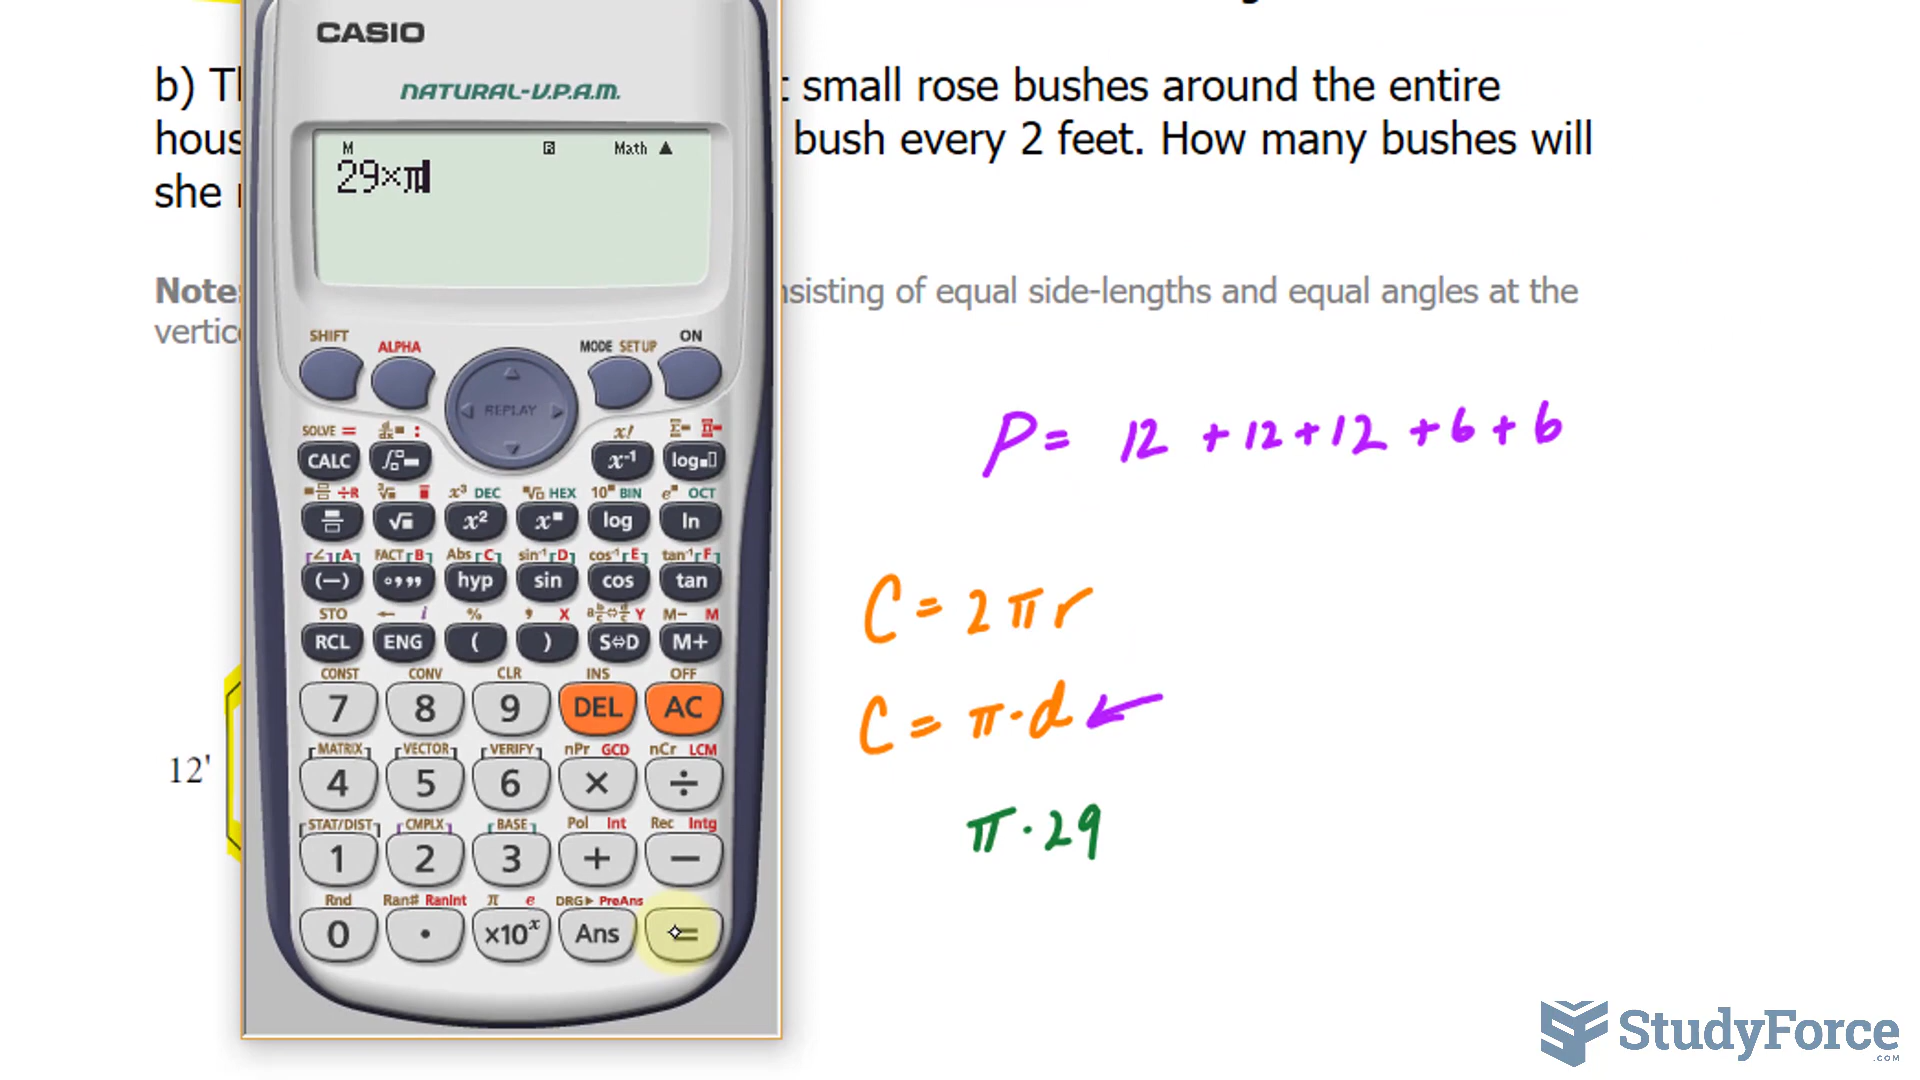 CASIO
NATURAL-V.P.A.M.
M R Math ▲
29×π
b) T t small rose bushes around the entire
hous bush every 2 feet. How many bushes will
she
Note: nsisting of equal side-lengths and equal angles at the
vertic
P = 12 + 12 + 12 + 6 + 6
C = 2πr
C = π·d
π·29
12'
SHIFT ALPHA MODE SETUP ON
REPLAY
SOLVE = d/dx : x! Σ Π
CALC ∫ x⁻¹ log
÷R ³√ x³ DEC √ HEX 10 BIN e OCT
√ x² x log ln
∠ A FACT B Abs C sin⁻¹ D cos⁻¹ E tan⁻¹ F
(−) °,,, hyp sin cos tan
STO ← i % , X a b/c⇔d/c Y M− M
RCL ENG ( ) S⇔D M+
CONST CONV CLR INS OFF
7 8 9 DEL AC
MATRIX VECTOR VERIFY nPr GCD nCr LCM
4 5 6 × ÷
STAT/DIST CMPLX BASE Pol Int Rec Intg
1 2 3 + −
Rnd Ran# RanInt π e DRG▶ PreAns
0 . ×10ˣ Ans =
StudyForce
.COM